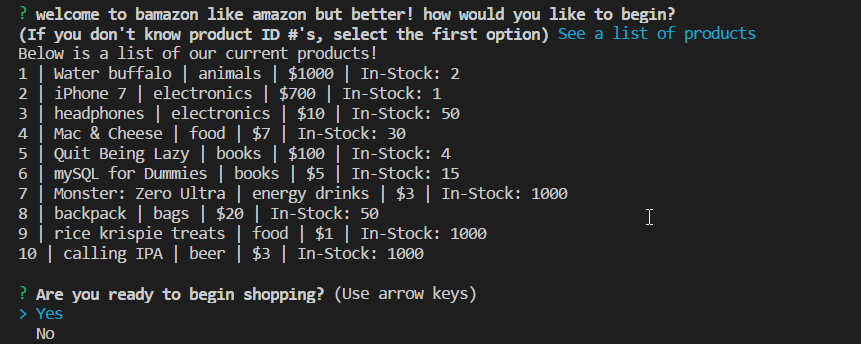 ? welcome to bamazon like amazon but better! how would you like to begin?
(If you don't know product ID #'s, select the first option) See a list of products
Below is a list of our current products!
1 | Water buffalo | animals | $1000 | In-Stock: 2
2 | iPhone 7 | electronics | $700 | In-Stock: 1
3 | headphones | electronics | $10 | In-Stock: 50
4 | Mac & Cheese | food | $7 | In-Stock: 30
5 | Quit Being Lazy | books | $100 | In-Stock: 4
6 | mySQL for Dummies | books | $5 | In-Stock: 15
7 | Monster: Zero Ultra | energy drinks | $3 | In-Stock: 1000
8 | backpack | bags | $20 | In-Stock: 50
9 | rice krispie treats | food | $1 | In-Stock: 1000
10 | calling IPA | beer | $3 | In-Stock: 1000
? Are you ready to begin shopping? (Use arrow keys)
> Yes
No